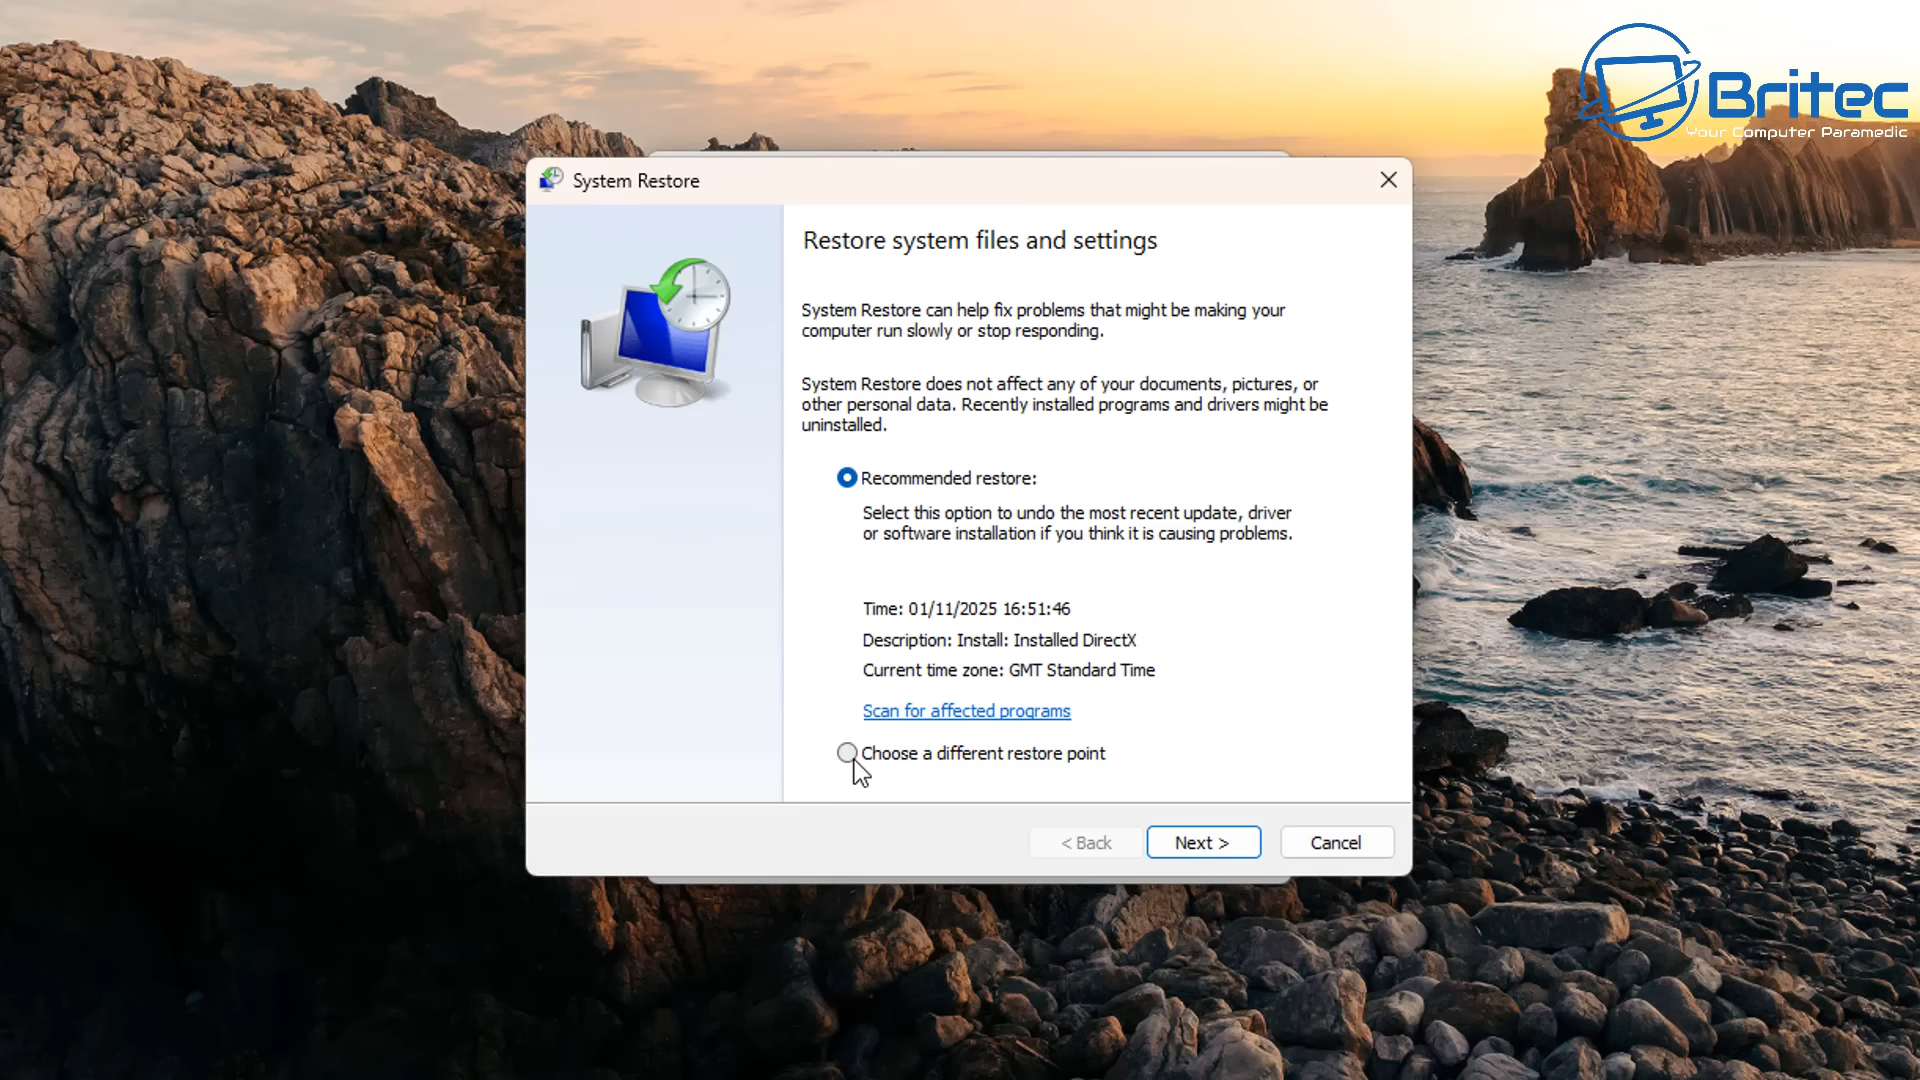 Britec
Your Computer Paramedic
System Restore
Restore system files and settings
System Restore can help fix problems that might be making your
computer run slowly or stop responding.
System Restore does not affect any of your documents, pictures, or
other personal data. Recently installed programs and drivers might be
uninstalled.
Recommended restore:
Select this option to undo the most recent update, driver
or software installation if you think it is causing problems.
Time: 01/11/2025 16:51:46
Description: Install: Installed DirectX
Current time zone: GMT Standard Time
Scan for affected programs
Choose a different restore point
< Back Next > Cancel